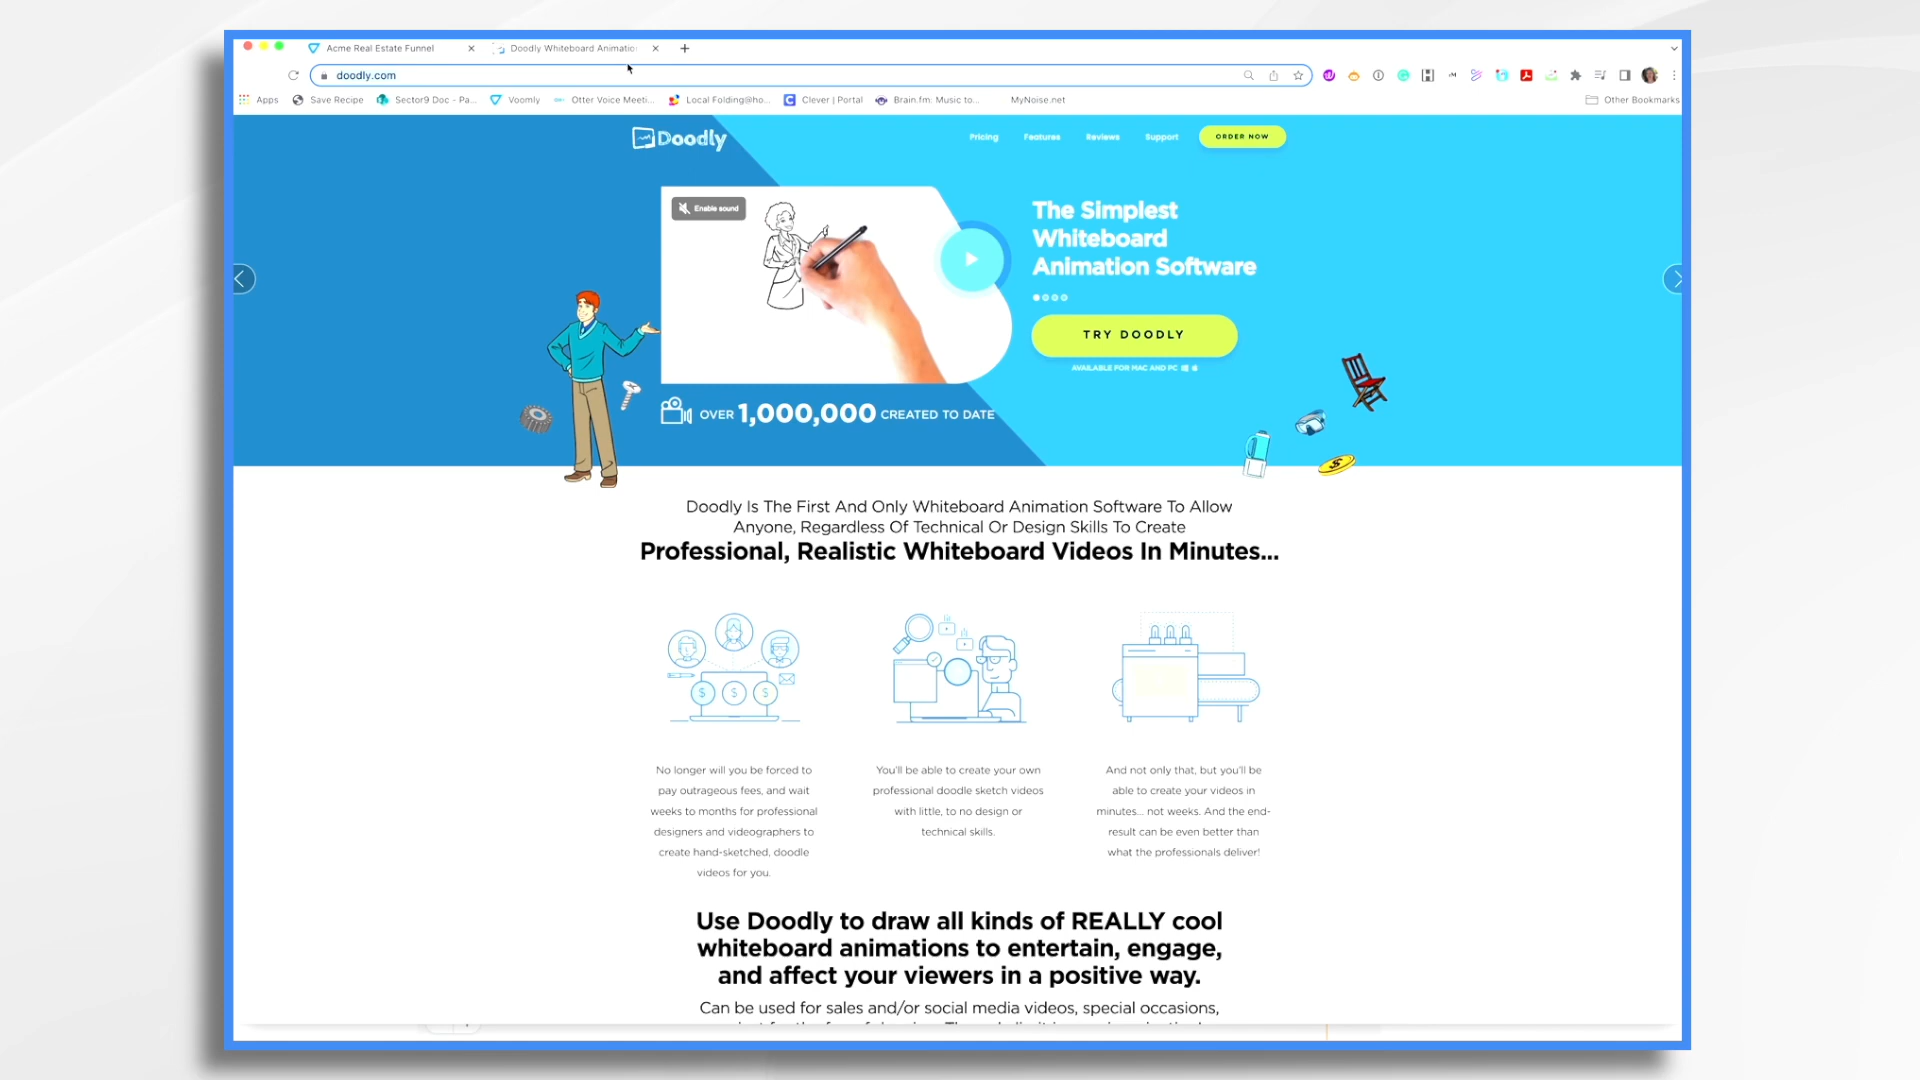 Acme Real Estate Funnel
Doodly Whiteboard Animatio
doodly.com
Apps
Save Recipe
Sector9 Doc - Pa...
Voomly
Otter Voice Meeti...
Local Folding@ho...
Clever | Portal
Brain.fm: Music to...
MyNoise.net
Other Bookmarks
Doodly
Pricing
Features
Reviews
Support
ORDER NOW
Enable sound
The Simplest
Whiteboard
Animation Software
TRY DOODLY
AVAILABLE FOR MAC AND PC
OVER 1,000,000 CREATED TO DATE
Doodly Is The First And Only Whiteboard Animation Software To Allow
Anyone, Regardless Of Technical Or Design Skills To Create
Professional, Realistic Whiteboard Videos In Minutes...
No longer will you be forced to
pay outrageous fees, and wait
weeks to months for professional
designers and videographers to
create hand-sketched, doodle
videos for you.
You'll be able to create your own
professional doodle sketch videos
with little, to no design or
technical skills.
And not only that, but you'll be
able to create your videos in
minutes... not weeks. And the end-
result can be even better than
what the professionals deliver!
Use Doodly to draw all kinds of REALLY cool
whiteboard animations to entertain, engage,
and affect your viewers in a positive way.
Can be used for sales and/or social media videos, special occasions,